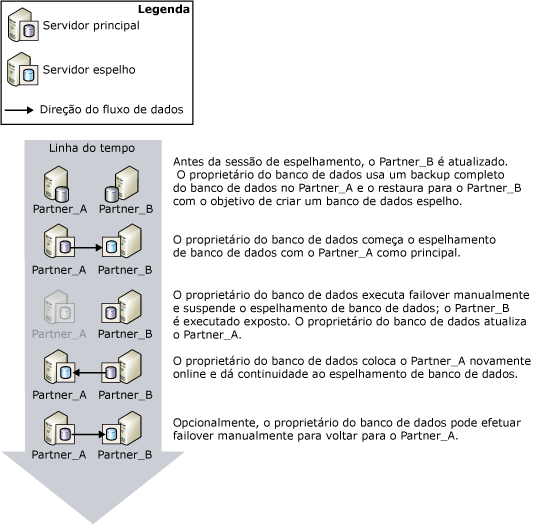 Legenda
Servidor principal
Servidor espelho
Direção do fluxo de dados
Linha do tempo
Partner_A Partner_B
Antes da sessão de espelhamento, o Partner_B é atualizado.
O proprietário do banco de dados usa um backup completo
do banco de dados no Partner_A e o restaura para o Partner_B
com o objetivo de criar um banco de dados espelho.
Partner_A Partner_B
O proprietário do banco de dados começa o espelhamento
de banco de dados com o Partner_A como principal.
Partner_A Partner_B
O proprietário do banco de dados executa failover manualmente
e suspende o espelhamento de banco de dados; o Partner_B
é executado exposto. O proprietário do banco de dados atualiza
o Partner_A.
Partner_A Partner_B
O proprietário do banco de dados coloca o Partner_A novamente
online e dá continuidade ao espelhamento de banco de dados.
Partner_A Partner_B
Opcionalmente, o proprietário do banco de dados pode efetuar
failover manualmente para voltar para o Partner_A.